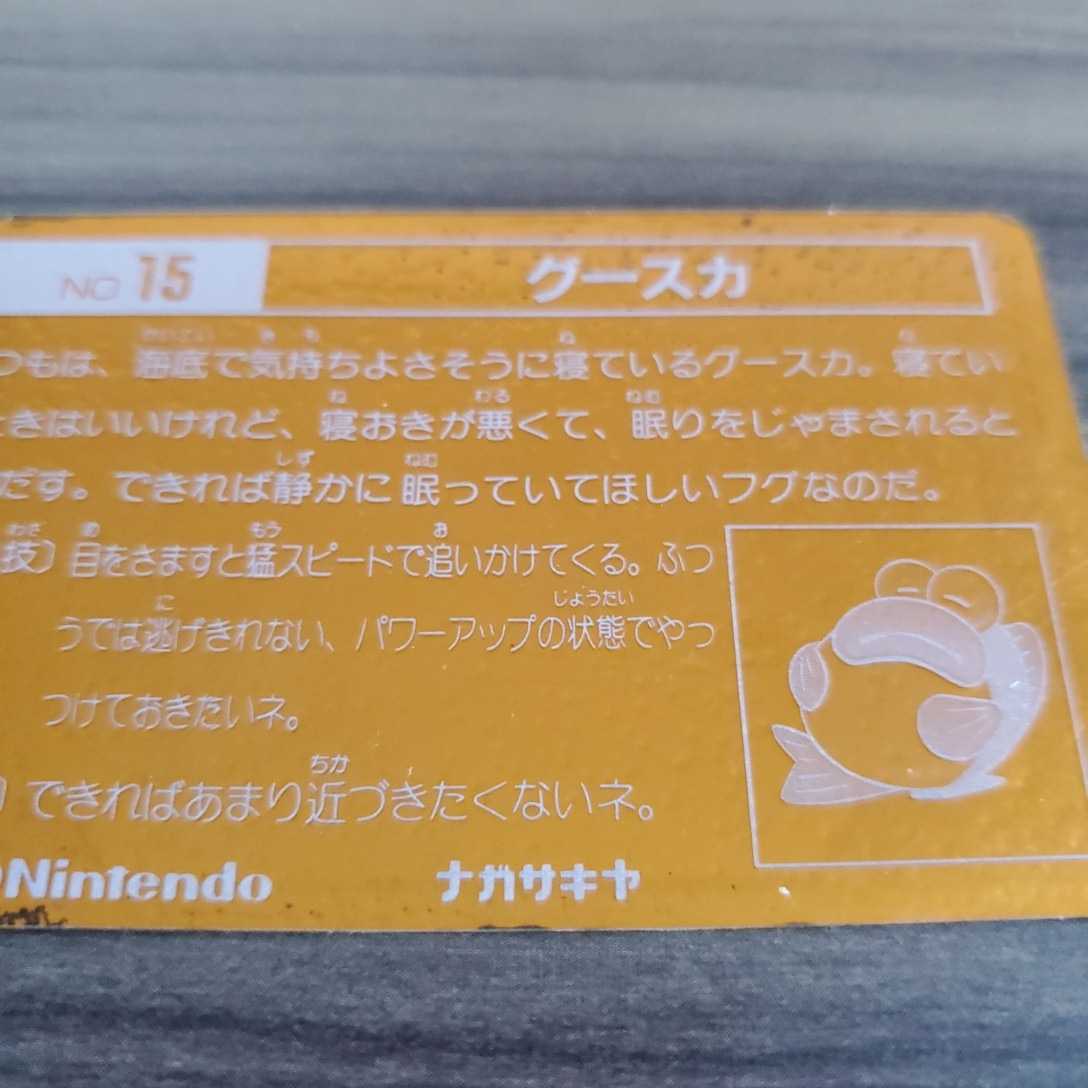 NO 15
グースカ
つもは、海底で気持ちよさそうに寝ているグースカ。寝てい
きはいいけれど、寝おきが悪くて、眠りをじゃまされると
だす。できれば静かに眠っていてほしいフグなのだ。
技〕目をさますと猛スピードで追いかけてくる。ふつ
うでは逃げきれない、パワーアップの状態でやっ
つけておきたいネ。
〕できればあまり近づきたくないネ。
©Nintendo
ナガサキヤ